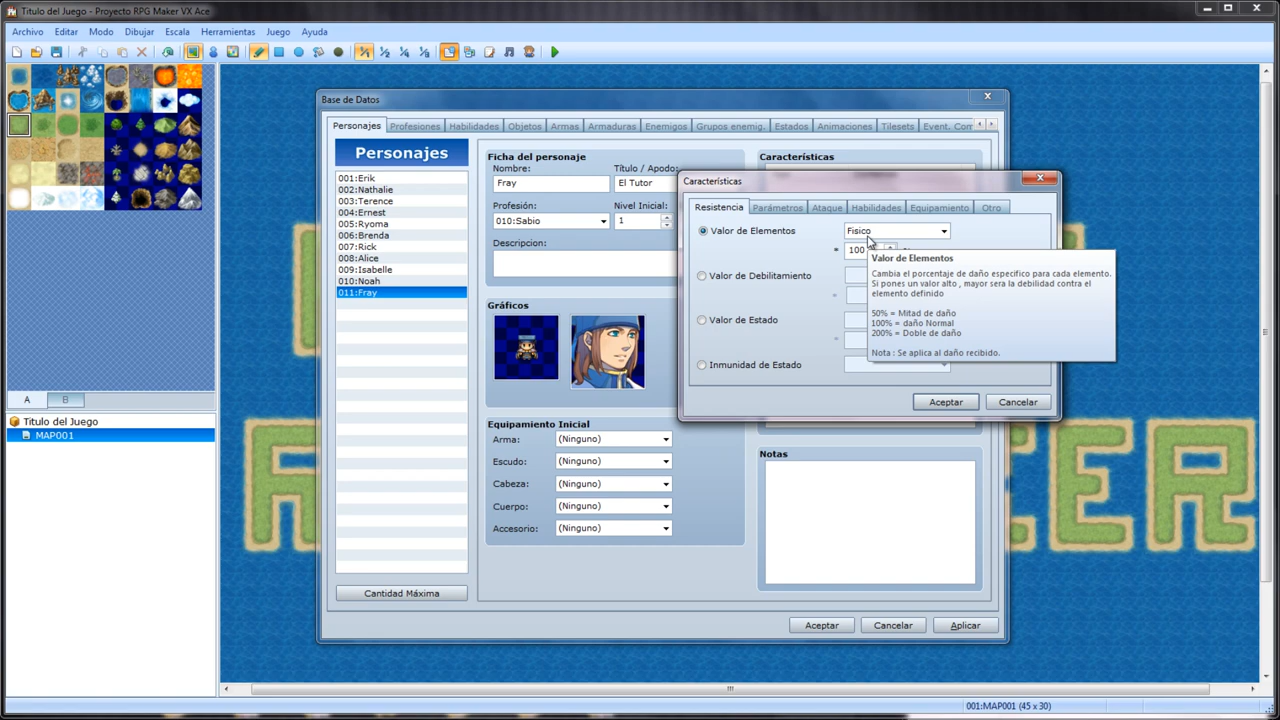 Titulo del Juego - Proyecto RPG Maker VX Ace
Archivo Editar Modo Dibujar Escala Herramientas Juego Ayuda
A B
Titulo del Juego
MAP001
Base de Datos
Personajes Profesiones Habilidades Objetos Armas Armaduras Enemigos Grupos enemig. Estados Animaciones Tilesets Event. Com
Personajes
001:Erik
002:Nathalie
003:Terence
004:Ernest
005:Ryoma
006:Brenda
007:Rick
008:Alice
009:Isabelle
010:Noah
011:Fray
Cantidad Máxima
Ficha del personaje
Nombre: Título / Apodo:
Fray El Tutor
Profesión: Nivel Inicial:
010:Sabio 1
Descripcion:
Gráficos
Equipamiento Inicial
Arma: (Ninguno)
Escudo: (Ninguno)
Cabeza: (Ninguno)
Cuerpo: (Ninguno)
Accesorio: (Ninguno)
Características
Notas
Aceptar Cancelar Aplicar
Características
Resistencia Parámetros Ataque Habilidades Equipamiento Otro
Valor de Elementos Fisico
* 100
Valor de Debilitamiento
*
Valor de Estado
*
Inmunidad de Estado
Aceptar Cancelar
Valor de Elementos
Cambia el porcentaje de daño especifico para cada elemento.
Si pones un valor alto , mayor sera la debilidad contra el
elemento definido
50% = Mitad de daño
100% = daño Normal
200% = Doble de daño
Nota : Se aplica al daño recibido.
001:MAP001 (45 x 30)